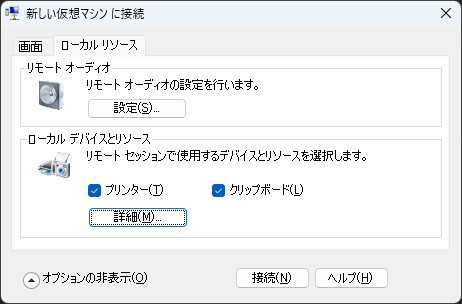 新しい仮想マシン に接続
画面
ローカル リソース
リモート オーディオ
リモート オーディオの設定を行います。
設定(S)...
ローカル デバイスとリソース
リモート セッションで使用するデバイスとリソースを選択します。
プリンター(T)
クリップボード(L)
詳細(M)...
オプションの非表示(O)
接続(N)
ヘルプ(H)